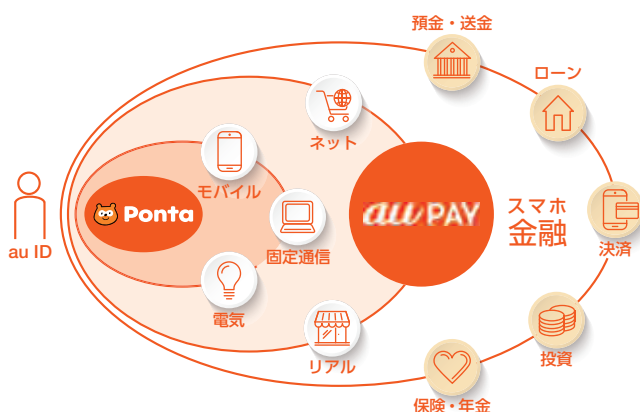 預金・送金
ローン
ネット
モバイル
Ponta
au PAY
スマホ
金融
au ID
固定通信
決済
電気
リアル
投資
保険・年金